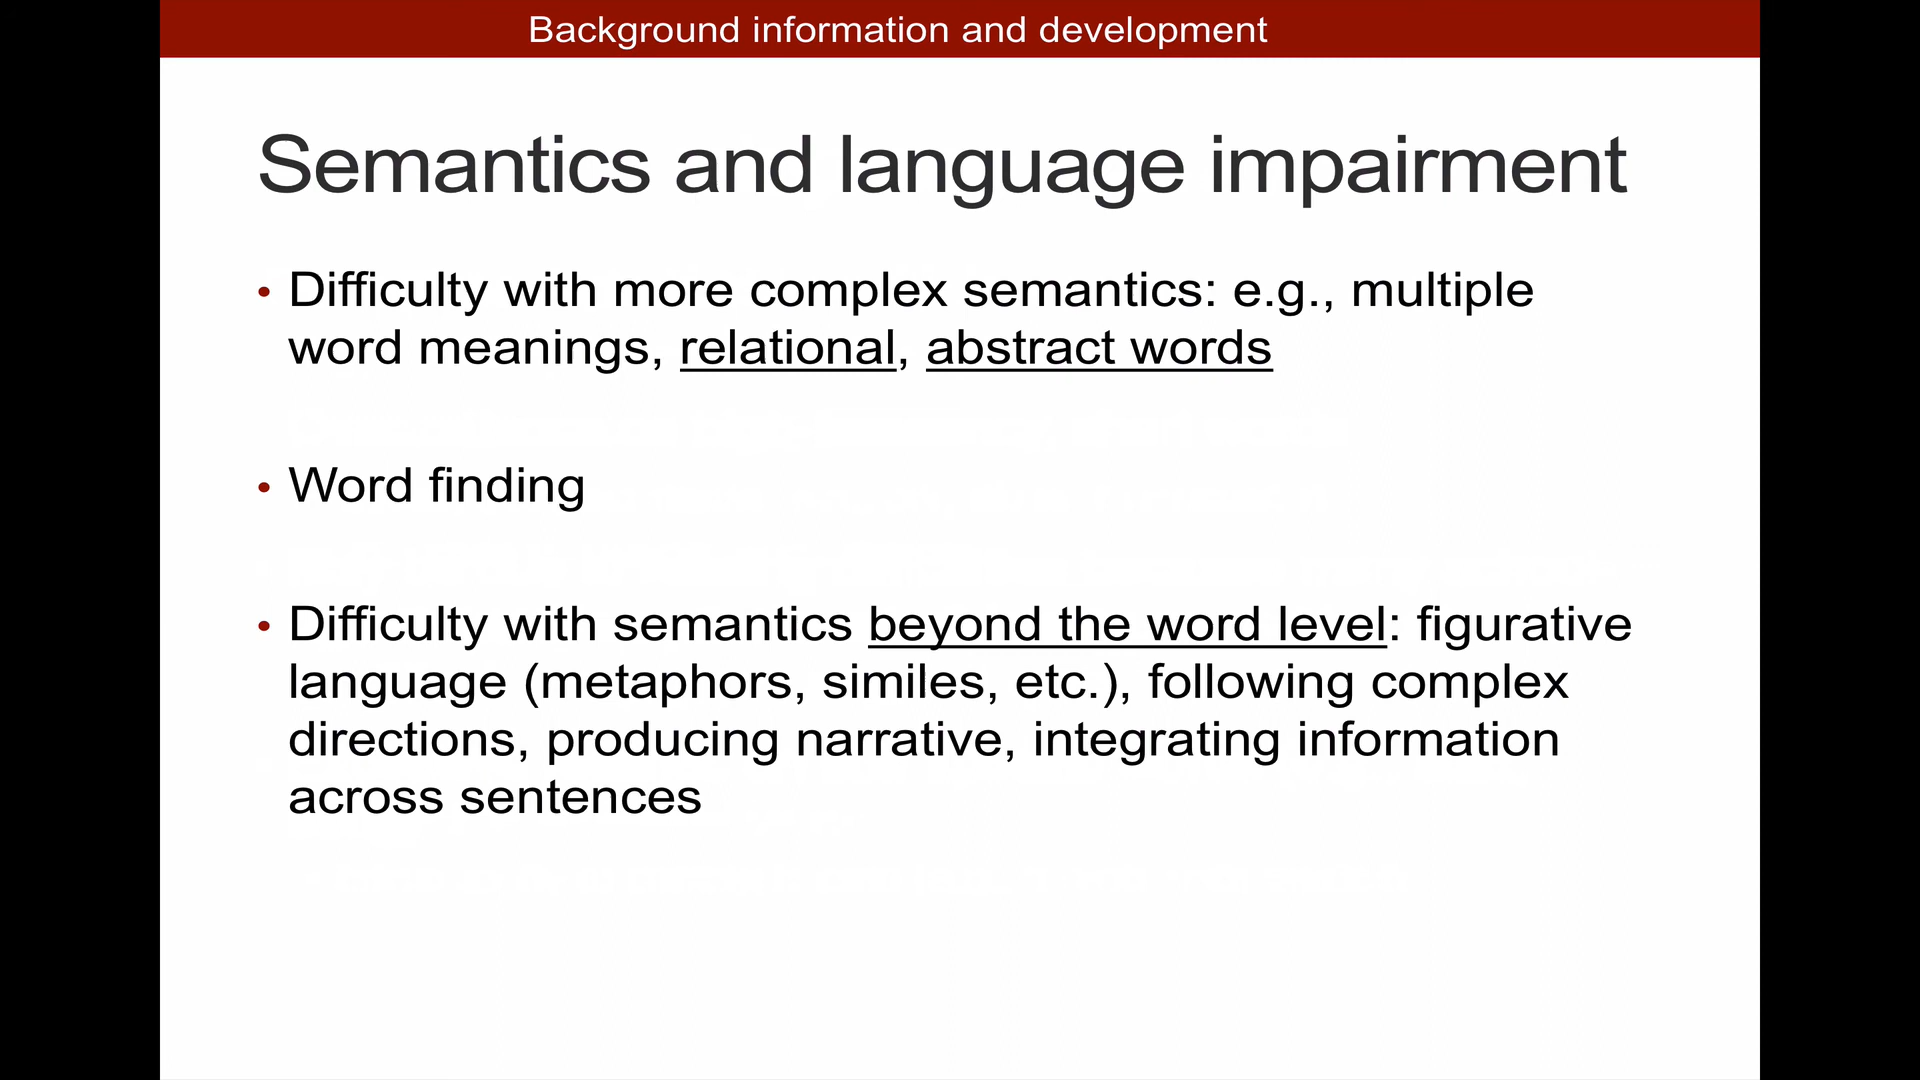 Background information and development
Semantics and language impairment
• Difficulty with more complex semantics: e.g., multiple
word meanings, relational, abstract words
• Word finding
• Difficulty with semantics beyond the word level: figurative
language (metaphors, similes, etc.), following complex
directions, producing narrative, integrating information
across sentences